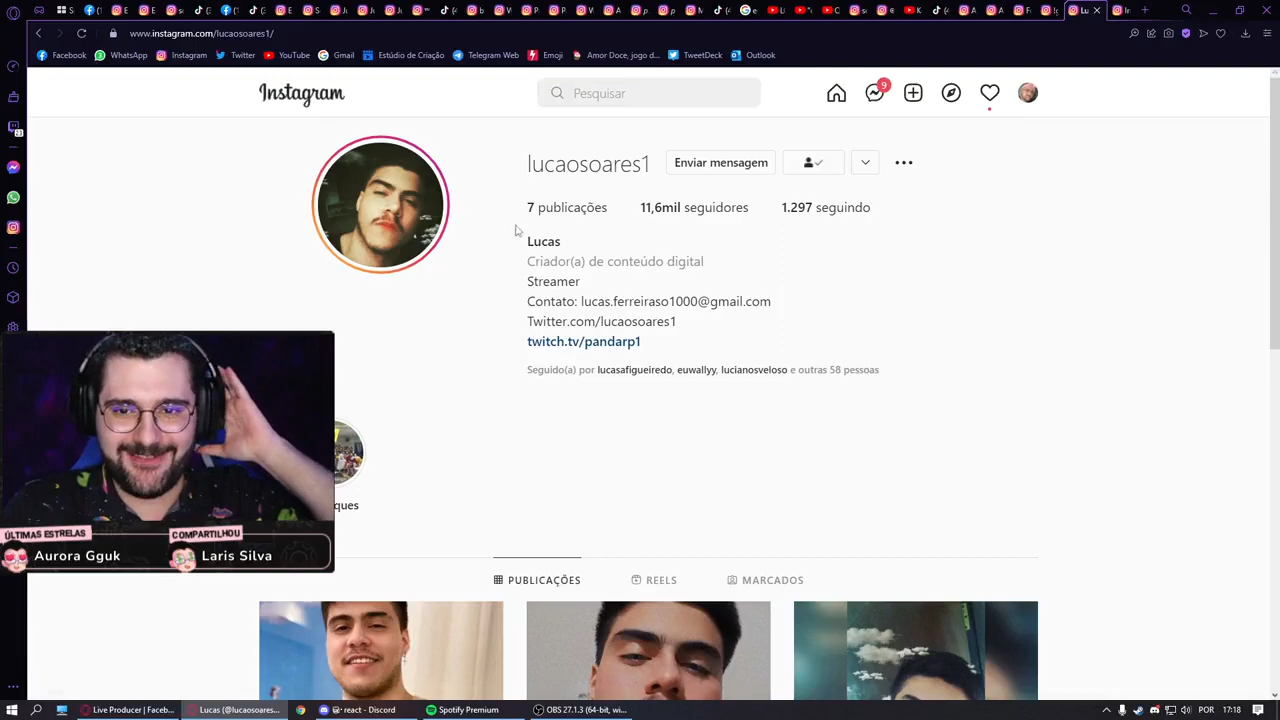 www.instagram.com/lucaosoares1/
Facebook
WhatsApp
Instagram
Twitter
YouTube
Gmail
Estúdio de Criação
Telegram Web
Emoji
Amor Doce, jogo d...
TweetDeck
Outlook
Instagram
Pesquisar
9
lucaosoares1
Enviar mensagem
7 publicações
11,6mil seguidores
1.297 seguindo
Lucas
Criador(a) de conteúdo digital
Streamer
Contato: lucas.ferreiraso1000@gmail.com
Twitter.com/lucaosoares1
twitch.tv/pandarp1
Seguido(a) por lucasafigueiredo, euwallyy, lucianosveloso e outras 58 pessoas
23
ques
ÚLTIMAS ESTRELAS
COMPARTILHOU
Aurora Gguk
Laris Silva
PUBLICAÇÕES
REELS
MARCADOS
Live Producer | Faceb...
Lucas (@lucaosoares...
react - Discord
Spotify Premium
OBS 27.1.3 (64-bit, wi...
POR
17:18